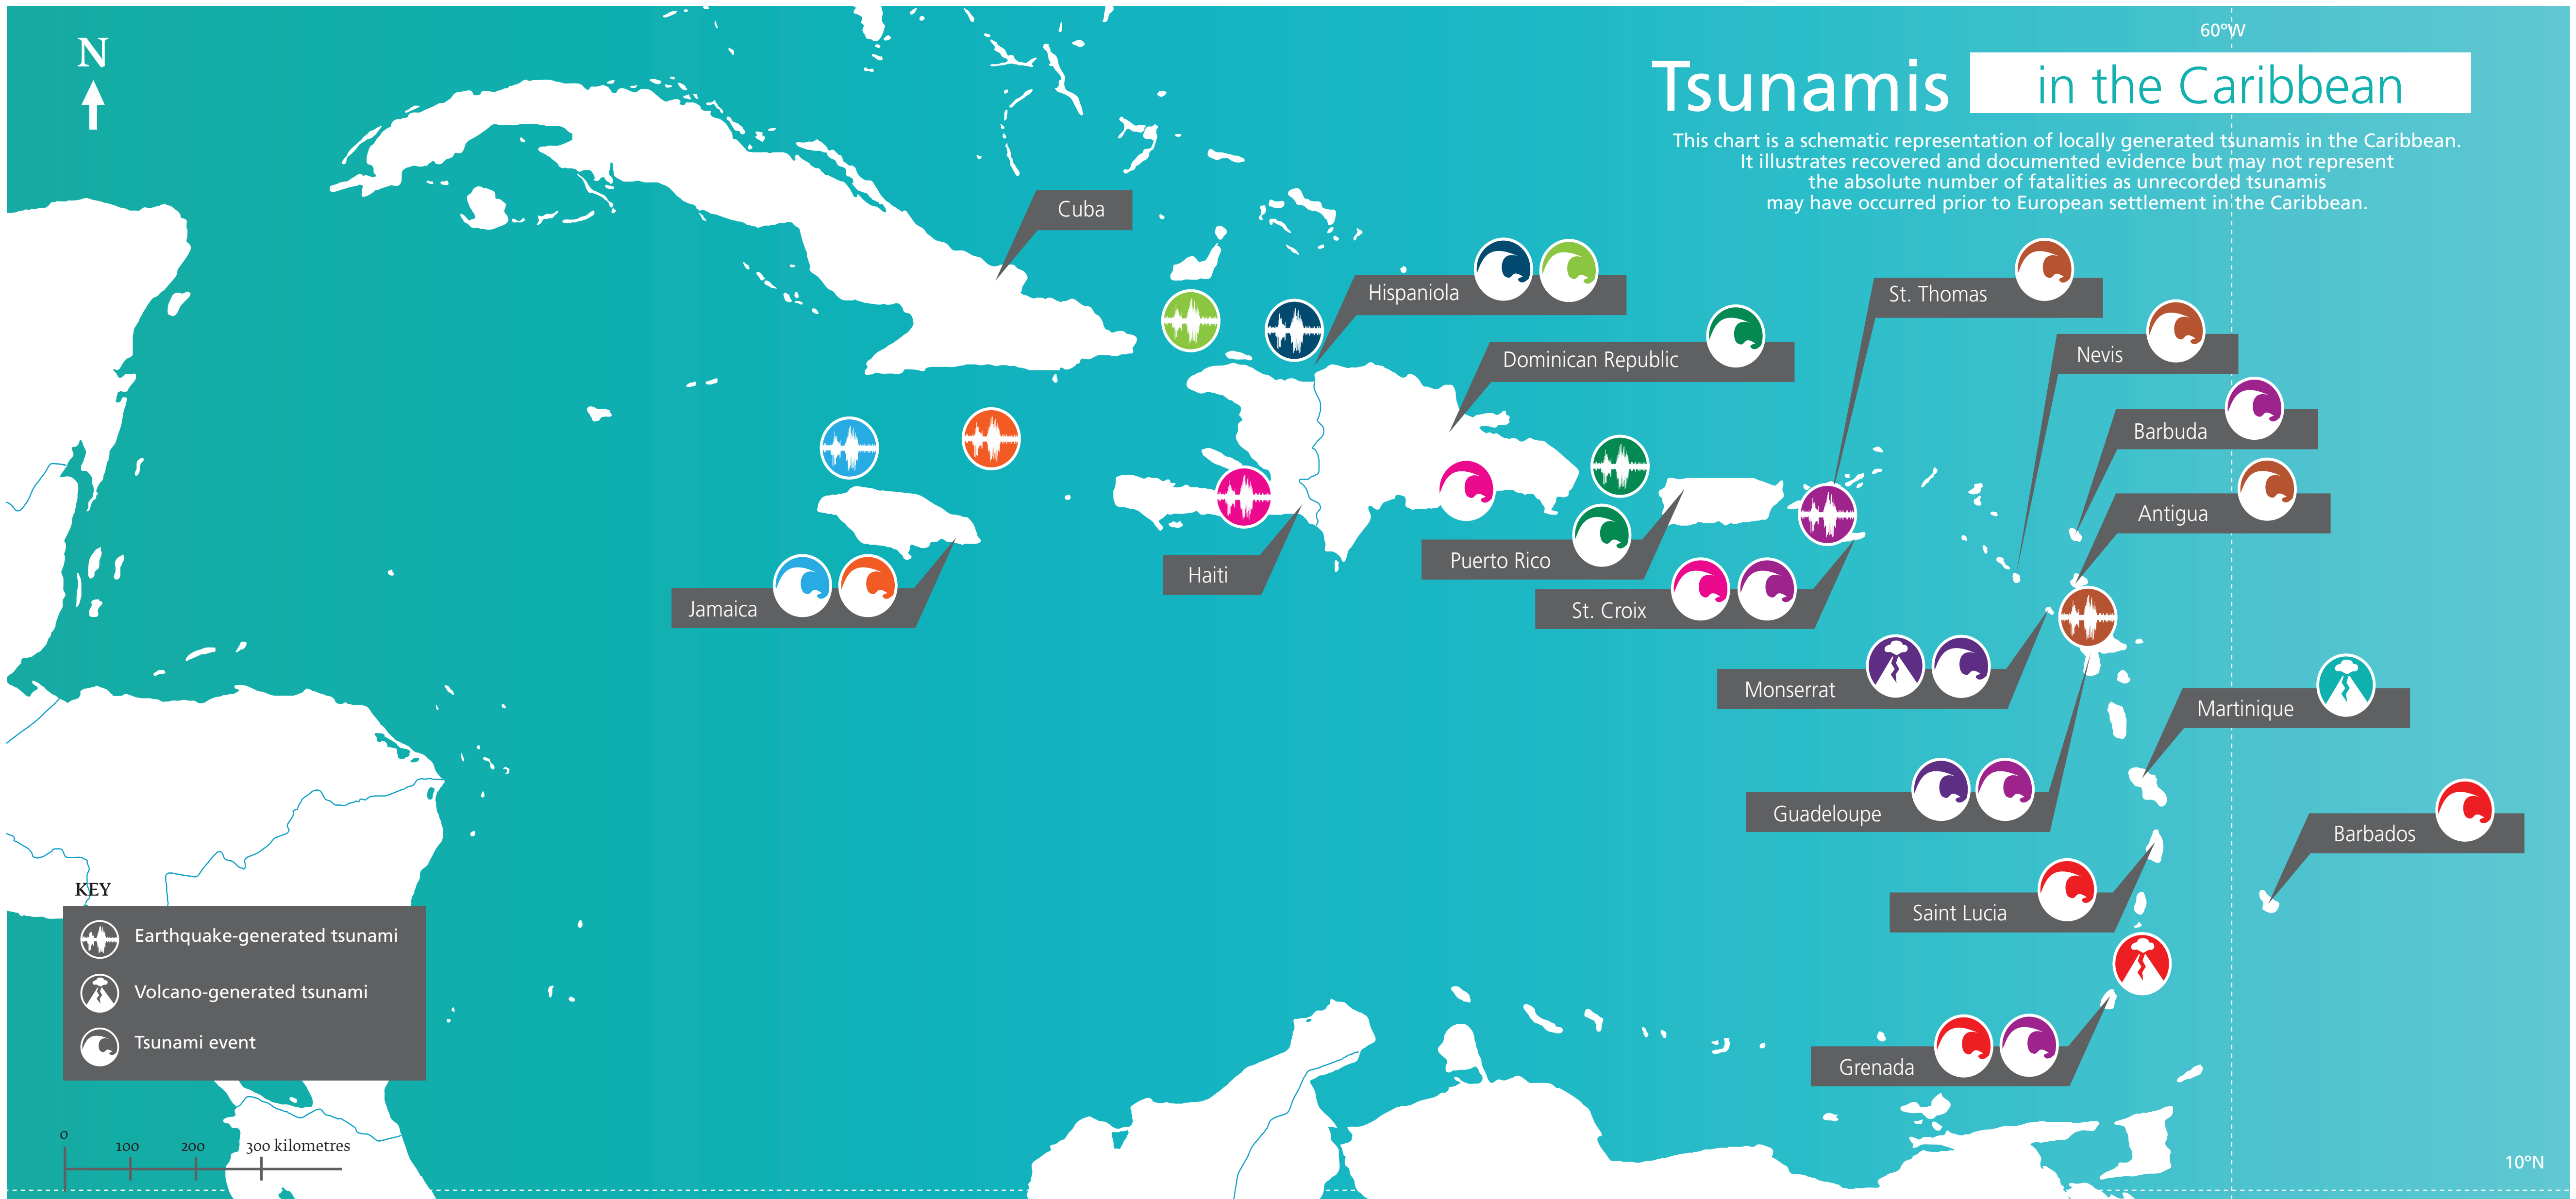 N
60°W
Tsunamis in the Caribbean
This chart is a schematic representation of locally generated tsunamis in the Caribbean.
It illustrates recovered and documented evidence but may not represent
the absolute number of fatalities as unrecorded tsunamis
may have occurred prior to European settlement in the Caribbean.
Cuba
Hispaniola
St. Thomas
Dominican Republic
Nevis
Barbuda
Antigua
Puerto Rico
Haiti
Jamaica
St. Croix
Monserrat
Martinique
Guadeloupe
Barbados
Saint Lucia
Grenada
KEY
Earthquake-generated tsunami
Volcano-generated tsunami
Tsunami event
0
100 200 300 kilometres
10°N